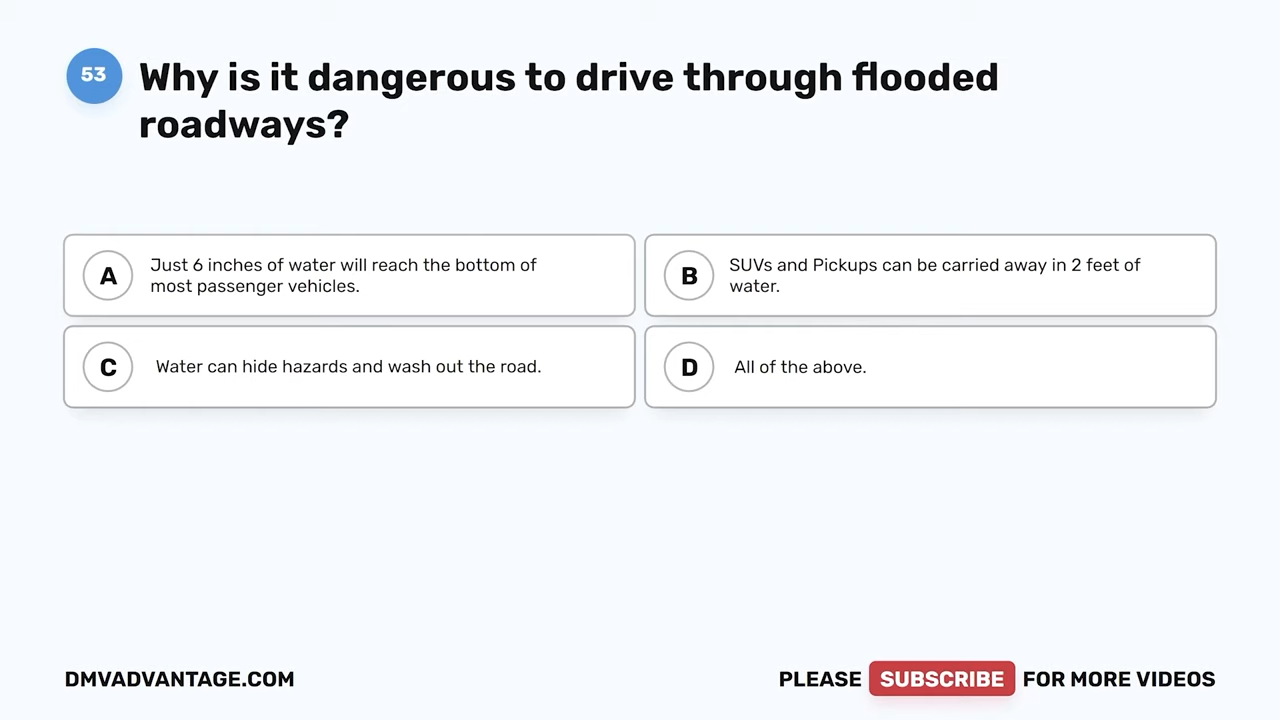 53
Why is it dangerous to drive through flooded
roadways?
A
Just 6 inches of water will reach the bottom of
most passenger vehicles.
B
SUVs and Pickups can be carried away in 2 feet of
water.
C
Water can hide hazards and wash out the road.
D
All of the above.
DMVADVANTAGE.COM
PLEASE SUBSCRIBE FOR MORE VIDEOS